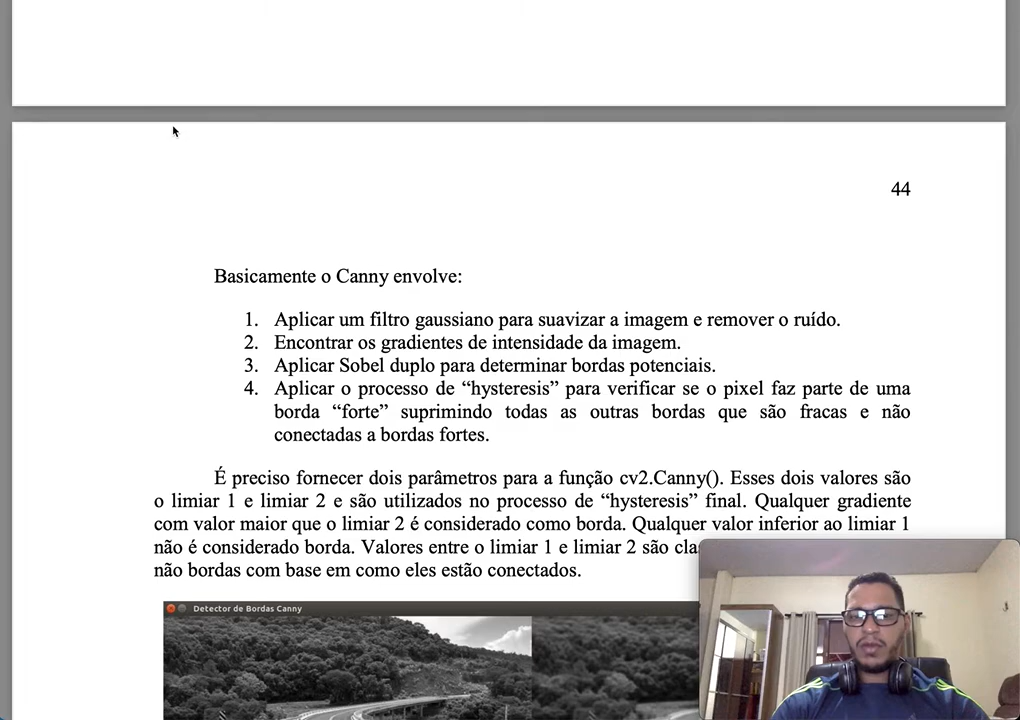 44
Basicamente o Canny envolve:
1. Aplicar um filtro gaussiano para suavizar a imagem e remover o ruído.
2. Encontrar os gradientes de intensidade da imagem.
3. Aplicar Sobel duplo para determinar bordas potenciais.
4. Aplicar o processo de “hysteresis” para verificar se o pixel faz parte de uma
borda “forte” suprimindo todas as outras bordas que são fracas e não
conectadas a bordas fortes.
É preciso fornecer dois parâmetros para a função cv2.Canny(). Esses dois valores são
o limiar 1 e limiar 2 e são utilizados no processo de “hysteresis” final. Qualquer gradiente
com valor maior que o limiar 2 é considerado como borda. Qualquer valor inferior ao limiar 1
não é considerado borda. Valores entre o limiar 1 e limiar 2 são cla
não bordas com base em como eles estão conectados.
Detector de Bordas Canny